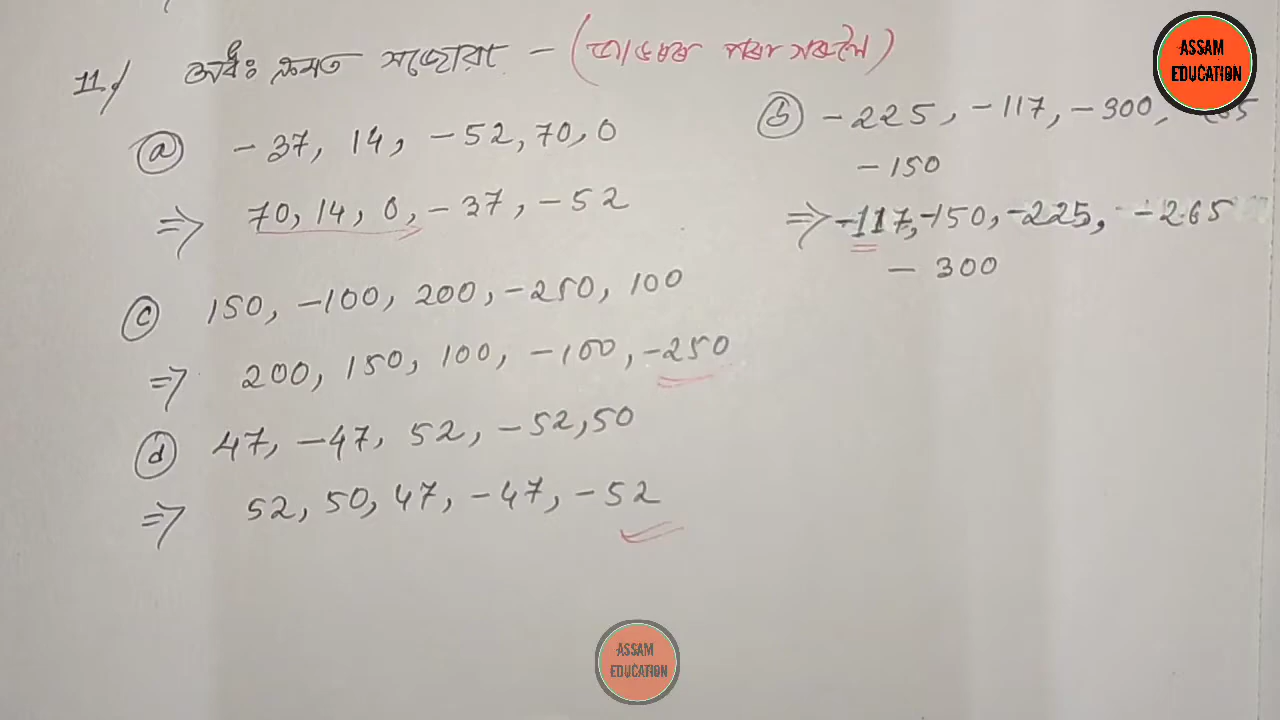 11) অধঃ ক্ৰমত সজোৱা - (ডাঙৰৰ পৰা সৰুলৈ)
ⓐ -37, 14, -52, 70, 0
⇒ 70, 14, 0, -37, -52
ⓑ -225, -117, -300,
-150
⇒ -117, -150, -225, -265
-300
ⓒ 150, -100, 200, -250, 100
⇒ 200, 150, 100, -100, -250
ⓓ 47, -47, 52, -52, 50
⇒ 52, 50, 47, -47, -52
ASSAM
EDUCATION
ASSAM
EDUCATION